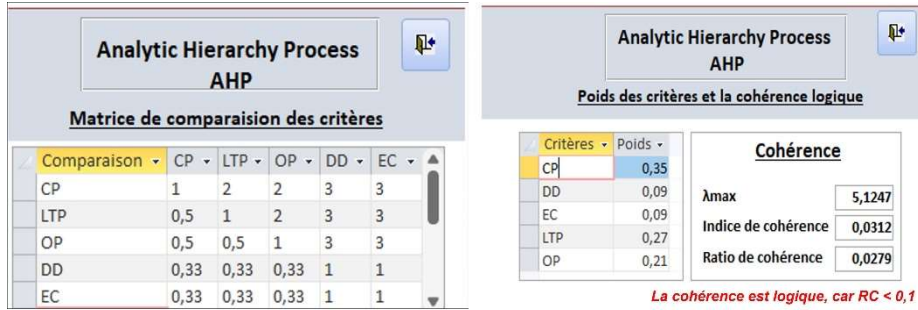 Analytic Hierarchy Process
AHP
Matrice de comparaision des critères
Comparaison CP LTP OP DD EC
CP 1 2 2 3 3
LTP 0,5 1 2 3 3
OP 0,5 0,5 1 3 3
DD 0,33 0,33 0,33 1 1
EC 0,33 0,33 0,33 1 1
Analytic Hierarchy Process
AHP
Poids des critères et la cohérence logique
Critères Poids
CP 0,35
DD 0,09
EC 0,09
LTP 0,27
OP 0,21
Cohérence
λmax 5,1247
Indice de cohérence 0,0312
Ratio de cohérence 0,0279
La cohérence est logique, car RC < 0,1